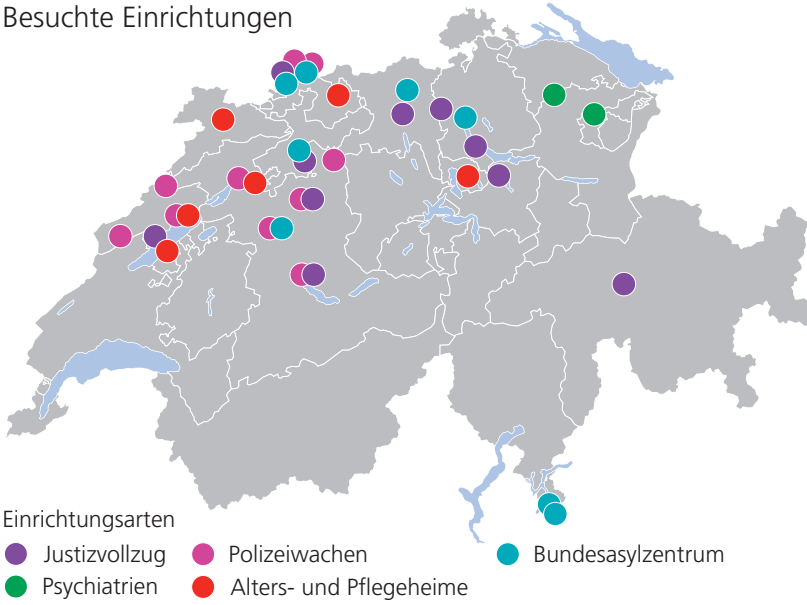 Besuchte Einrichtungen
Einrichtungsarten
Justizvollzug Polizeiwachen Bundesasylzentrum
Psychiatrien Alters- und Pflegeheime